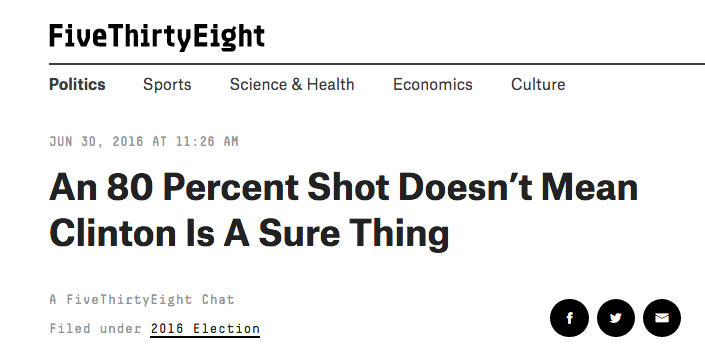 FiveThirtyEight
Politics Sports Science & Health Economics Culture
JUN 30, 2016 AT 11:26 AM
An 80 Percent Shot Doesn’t Mean
Clinton Is A Sure Thing
A FiveThirtyEight Chat
Filed under 2016 Election